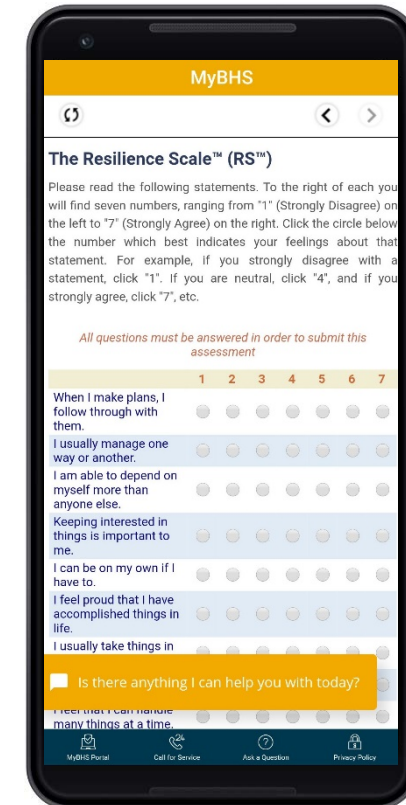 MyBHS
The Resilience Scale™ (RS™)
Please read the following statements. To the right of each you
will find seven numbers, ranging from "1" (Strongly Disagree) on
the left to "7" (Strongly Agree) on the right. Click the circle below
the number which best indicates your feelings about that
statement. For example, if you strongly disagree with a
statement, click "1". If you are neutral, click "4", and if you
strongly agree, click "7", etc.
All questions must be answered in order to submit this
assessment
1 2 3 4 5 6 7
When I make plans, I
follow through with
them.
I usually manage one
way or another.
I am able to depend on
myself more than
anyone else.
Keeping interested in
things is important to
me.
I can be on my own if I
have to.
I feel proud that I have
accomplished things in
life.
I usually take things in
Is there anything I can help you with today?
I feel that I can handle
many things at a time.
24
MyBHS Portal Call for Service Ask a Question Privacy Policy